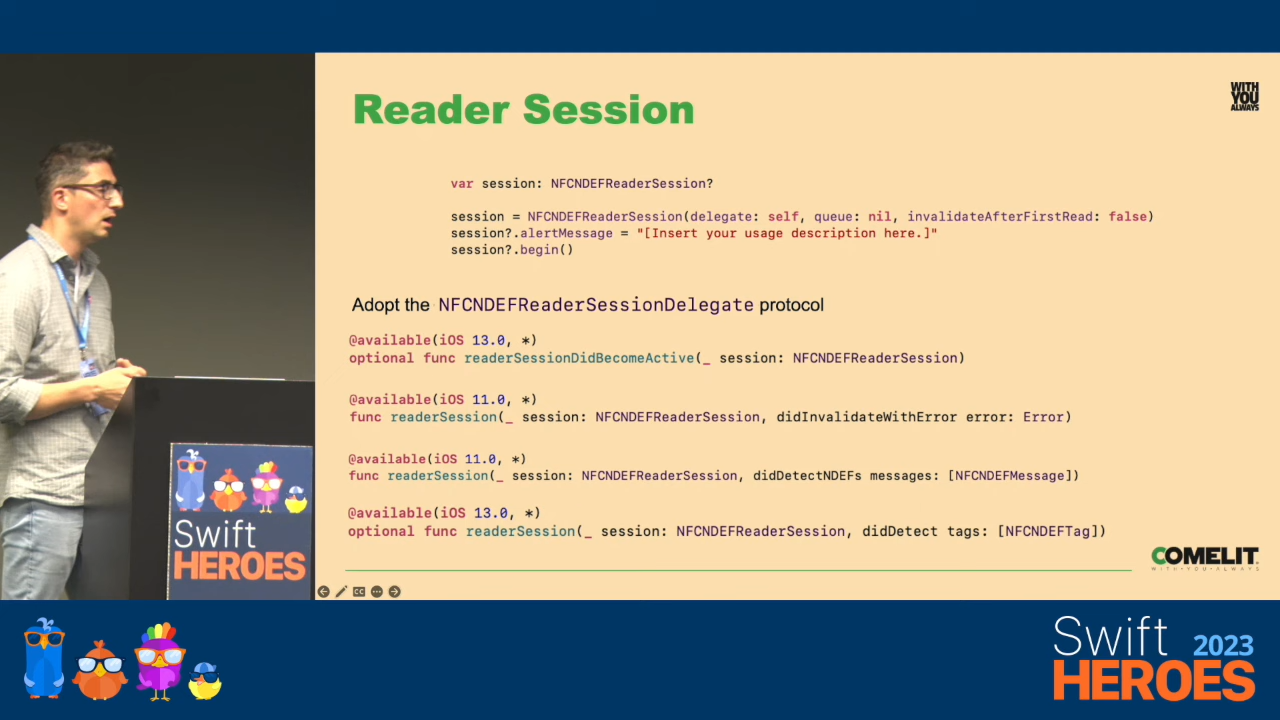 Reader Session
WITH
YOU
ALWAYS
var session: NFCNDEFReaderSession?
session = NFCNDEFReaderSession(delegate: self, queue: nil, invalidateAfterFirstRead: false)
session?.alertMessage = "[Insert your usage description here.]"
session?.begin()
Adopt the NFCNDEFReaderSessionDelegate protocol
@available(iOS 13.0, *)
optional func readerSessionDidBecomeActive(_ session: NFCNDEFReaderSession)
@available(iOS 11.0, *)
func readerSession(_ session: NFCNDEFReaderSession, didInvalidateWithError error: Error)
@available(iOS 11.0, *)
func readerSession(_ session: NFCNDEFReaderSession, didDetectNDEFs messages: [NFCNDEFMessage])
@available(iOS 13.0, *)
optional func readerSession(_ session: NFCNDEFReaderSession, didDetect tags: [NFCNDEFTag])
COMELIT
WITH·YOU·ALWAYS
CC
Swift
HEROES
Swift 2023
HEROES